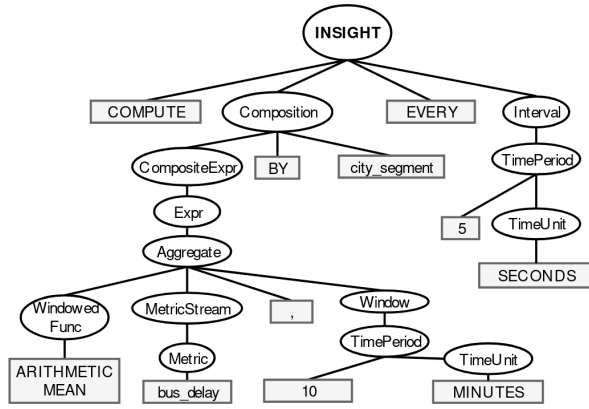 INSIGHT
COMPUTE
Composition
EVERY
Interval
CompositeExpr
BY
city_segment
TimePeriod
Expr
5
TimeUnit
Aggregate
SECONDS
Windowed
Func
MetricStream
,
Window
TimePeriod
Metric
TimeUnit
ARITHMETIC
MEAN
bus_delay
10
MINUTES